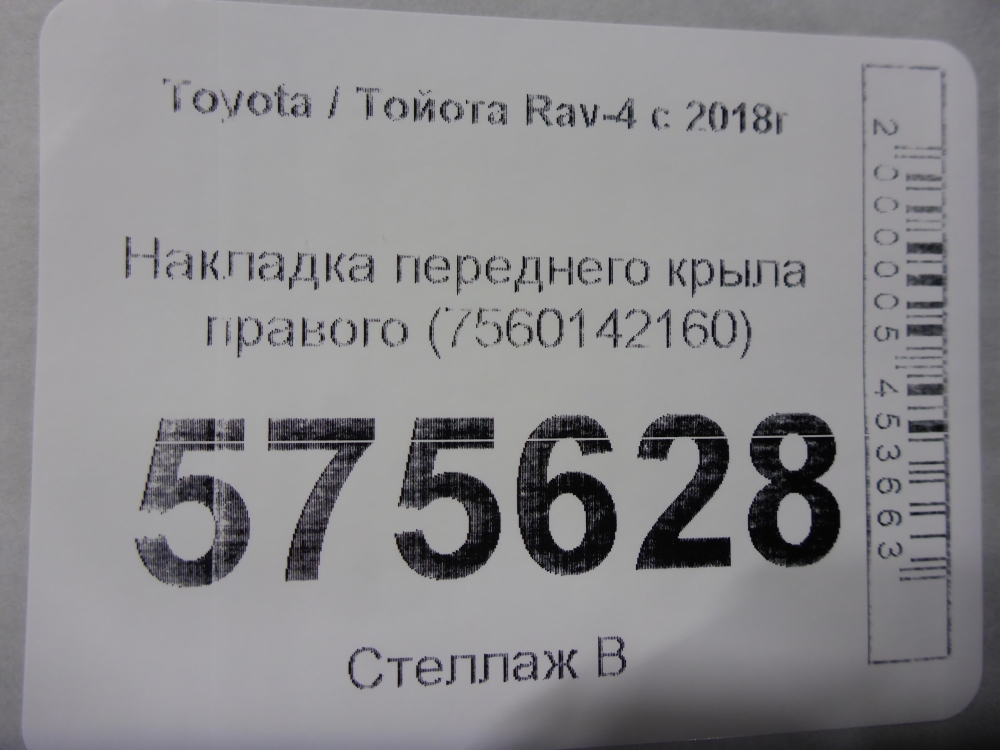 Toyota / Тойота Rav-4 с 2018г
Накладка переднего крыла
правого (7560142160)
575628
Стеллаж В
2000005453663